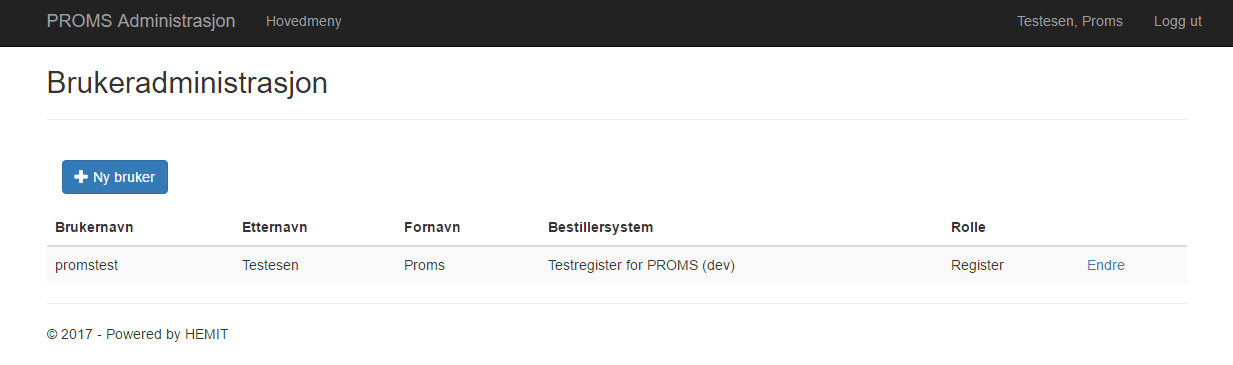 PROMS Administrasjon Hovedmeny Testesen, Proms Logg ut
Brukeradministrasjon
Ny bruker
Brukernavn Etternavn Fornavn Bestillersystem Rolle
promstest Testesen Proms Testregister for PROMS (dev) Register Endre
© 2017 - Powered by HEMIT